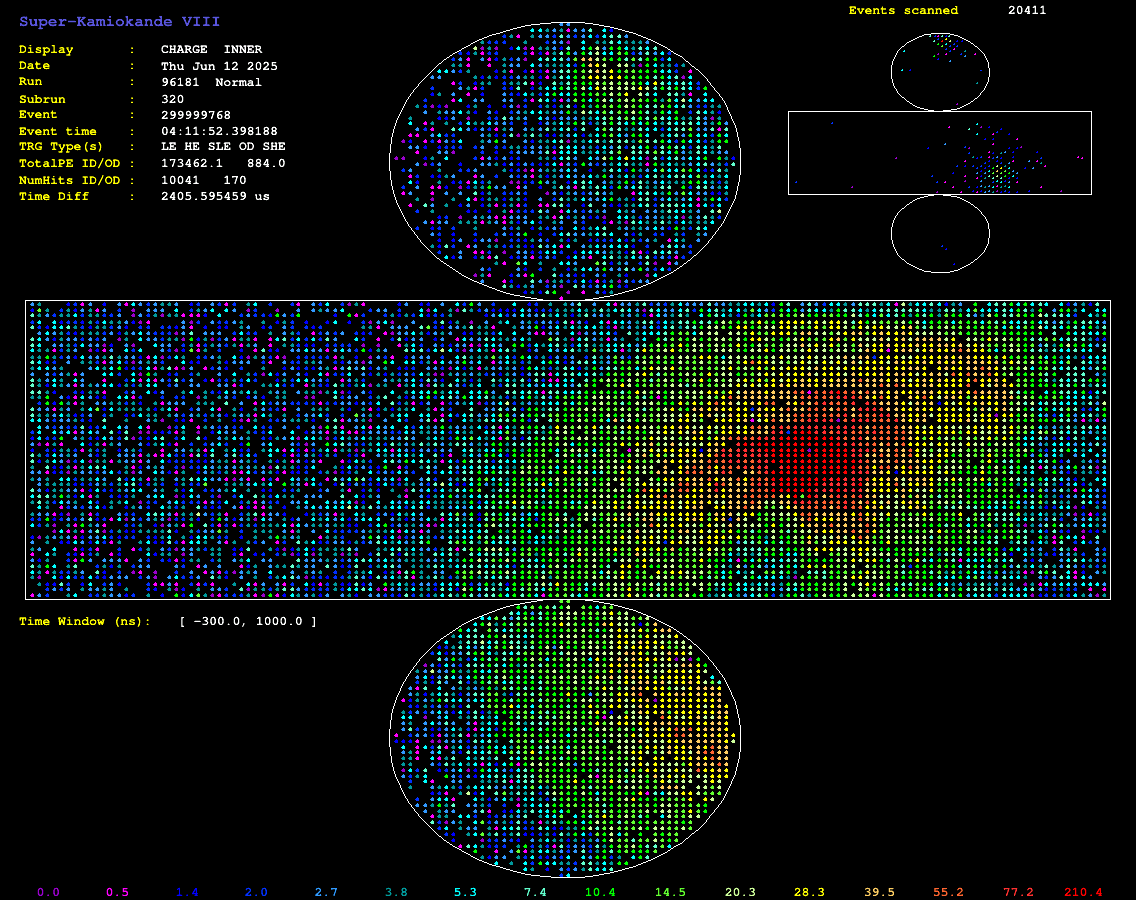 Super-Kamiokande VIII
Display : CHARGE INNER
Date : Thu Jun 12 2025
Run : 96181 Normal
Subrun : 320
Event : 299999768
Event time : 04:11:52.398188
TRG Type(s) : LE HE SLE OD SHE
TotalPE ID/OD : 173462.1 884.0
NumHits ID/OD : 10041 170
Time Diff : 2405.595459 us
Events scanned 20411
Time Window (ns): [ -300.0, 1000.0 ]
0.0 0.5 1.4 2.0 2.7 3.8 5.3 7.4 10.4 14.5 20.3 28.3 39.5 55.2 77.2 210.4